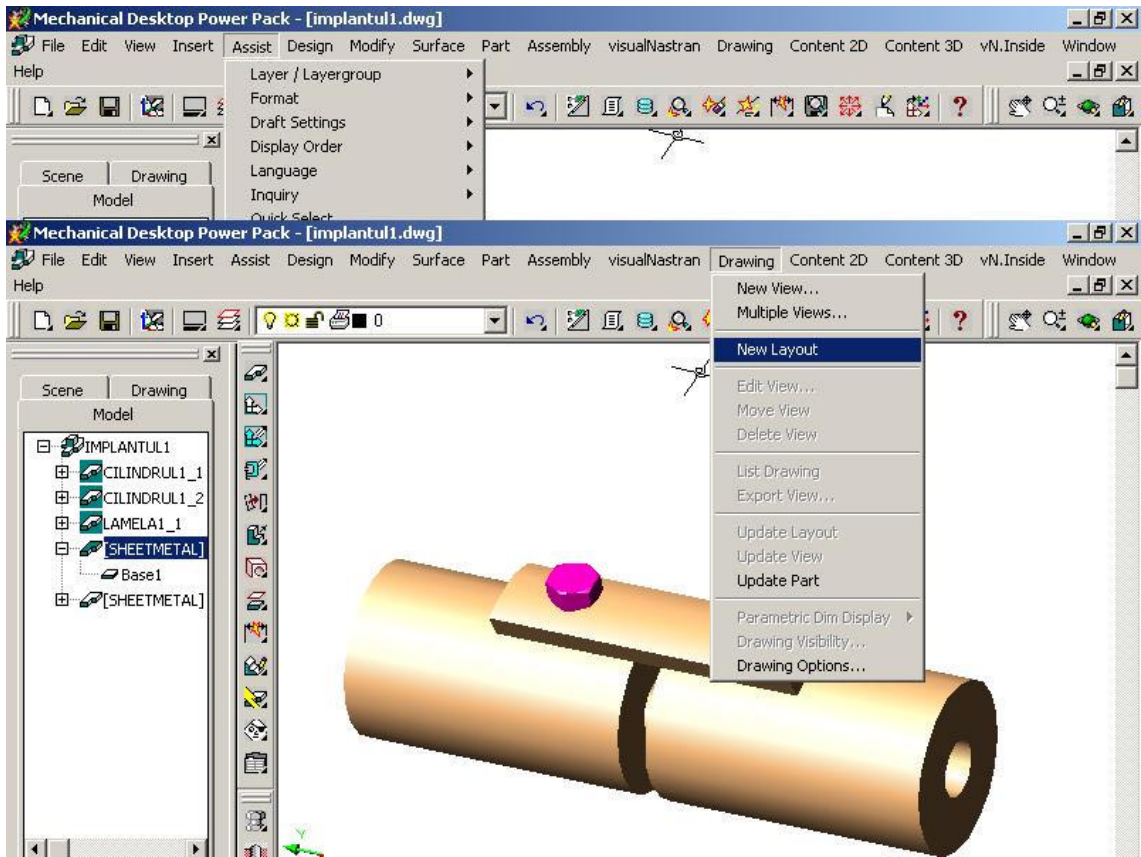 Mechanical Desktop Power Pack - [implantul1.dwg]
File Edit View Insert Assist Design Modify Surface Part Assembly visualNastran Drawing Content 2D Content 3D vN.Inside Window
Help
Layer / Layergroup
Format
Draft Settings
Display Order
Language
Inquiry
Quick Select
Scene Drawing
Model
Mechanical Desktop Power Pack - [implantul1.dwg]
File Edit View Insert Assist Design Modify Surface Part Assembly visualNastran Drawing Content 2D Content 3D vN.Inside Window
Help
0
New View...
Multiple Views...
New Layout
Edit View...
Move View
Delete View
List Drawing
Export View...
Update Layout
Update View
Update Part
Parametric Dim Display
Drawing Visibility...
Drawing Options...
Scene Drawing
Model
IMPLANTUL1
CILINDRUL1_1
CILINDRUL1_2
LAMELA1_1
[SHEETMETAL]
Base1
[SHEETMETAL]
Y